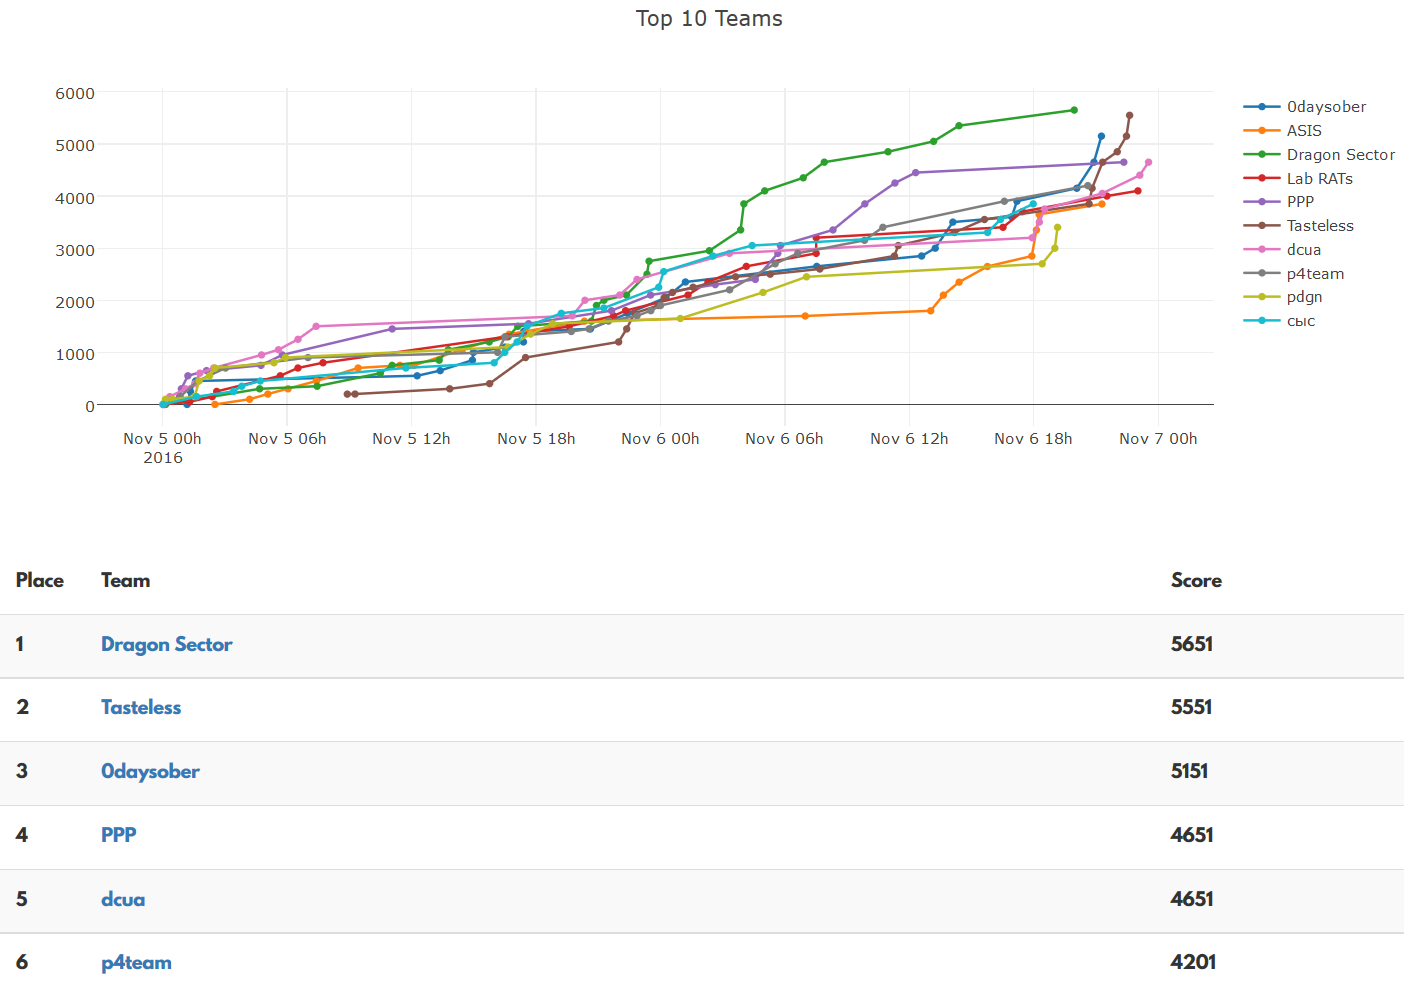 Top 10 Teams
6000
5000
4000
3000
2000
1000
0
Nov 5 00h Nov 5 06h Nov 5 12h Nov 5 18h Nov 6 00h Nov 6 06h Nov 6 12h Nov 6 18h Nov 7 00h
2016
0daysober
ASIS
Dragon Sector
Lab RATs
PPP
Tasteless
dcua
p4team
pdgn
сыс
Place Team Score
1 Dragon Sector 5651
2 Tasteless 5551
3 0daysober 5151
4 PPP 4651
5 dcua 4651
6 p4team 4201